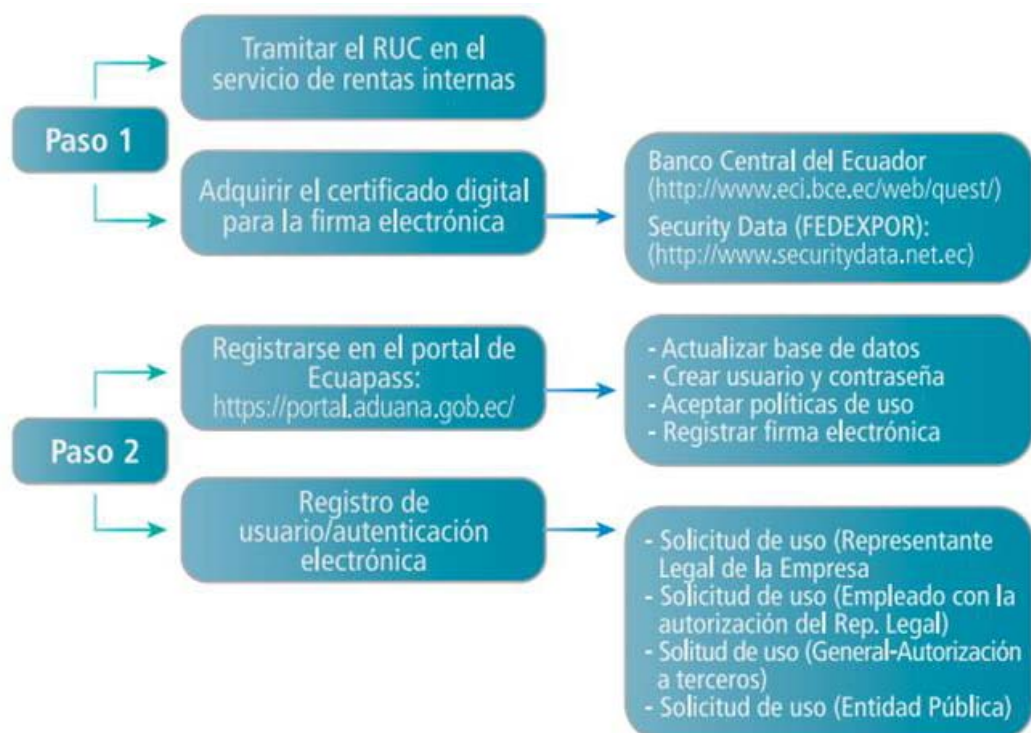 Paso 1
Tramitar el RUC en el
servicio de rentas internas
Adquirir el certificado digital
para la firma electrónica
Banco Central del Ecuador
(http://www.eci.bce.ec/web/quest/)
Security Data (FEDEXPOR):
(http://www.securitydata.net.ec)
Paso 2
Registrarse en el portal de
Ecuapass:
https://portal.aduana.gob.ec/
- Actualizar base de datos
- Crear usuario y contraseña
- Aceptar políticas de uso
- Registrar firma electrónica
Registro de
usuario/autenticación
electrónica
- Solicitud de uso (Representante
Legal de la Empresa
- Solicitud de uso (Empleado con la
autorización del Rep. Legal)
- Solitud de uso (General-Autorización
a terceros)
- Solicitud de uso (Entidad Pública)